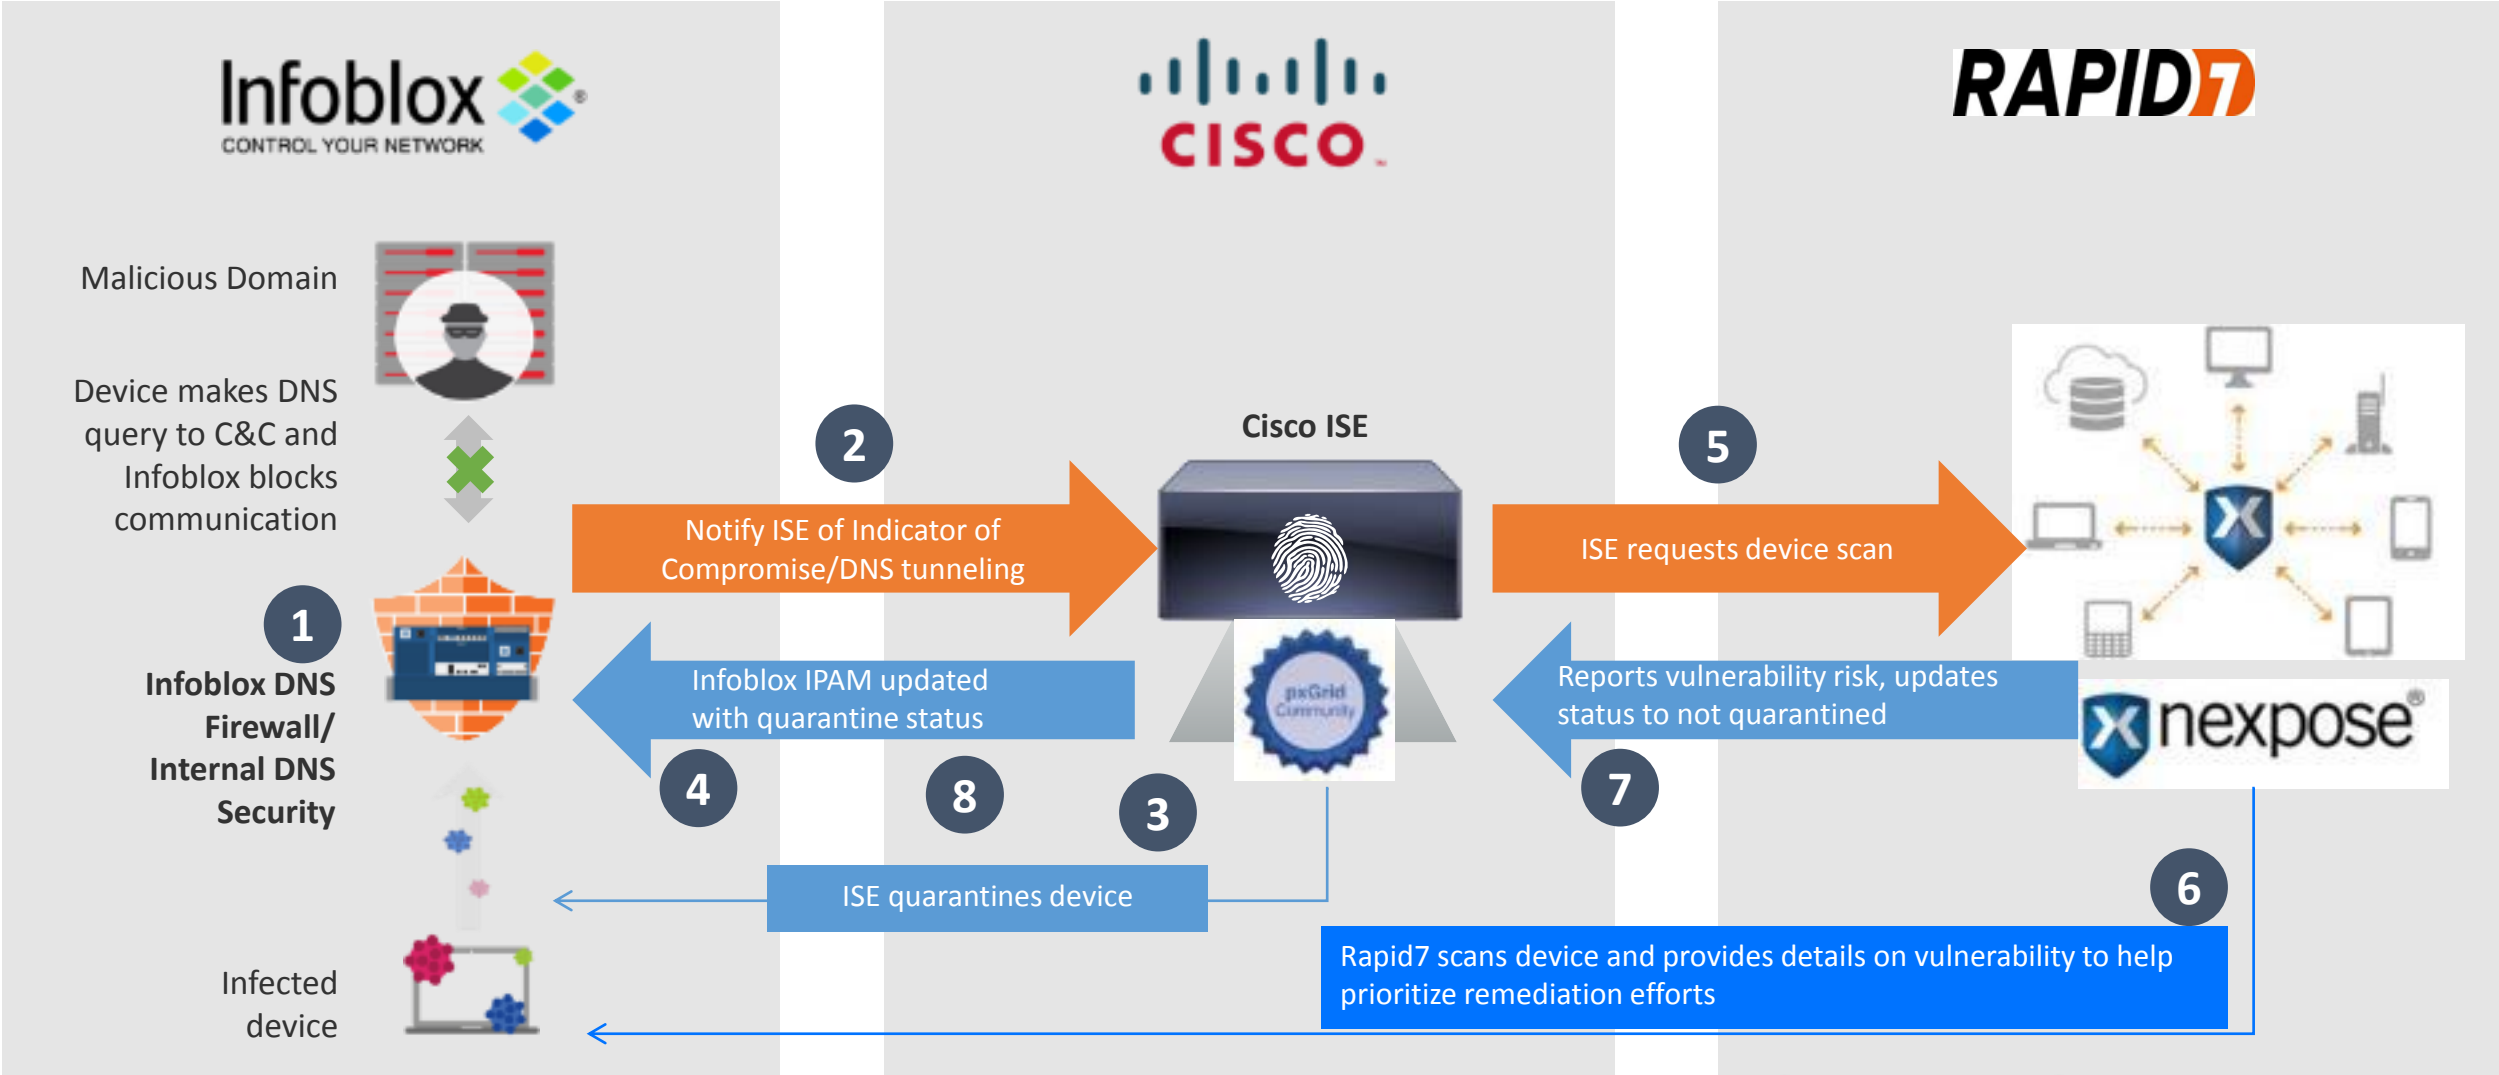 Infoblox
®
CONTROL YOUR NETWORK
CISCO
RAPID7
Malicious Domain
Device makes DNS
query to C&C and
Infoblox blocks
communication
1
Infoblox DNS
Firewall/
Internal DNS
Security
Infected
device
2
Notify ISE of Indicator of
Compromise/DNS tunneling
Cisco ISE
pxGrid
Community
Infoblox IPAM updated
with quarantine status
4
8
3
ISE quarantines device
5
ISE requests device scan
Reports vulnerability risk, updates
status to not quarantined
7
nexpose®
6
Rapid7 scans device and provides details on vulnerability to help
prioritize remediation efforts